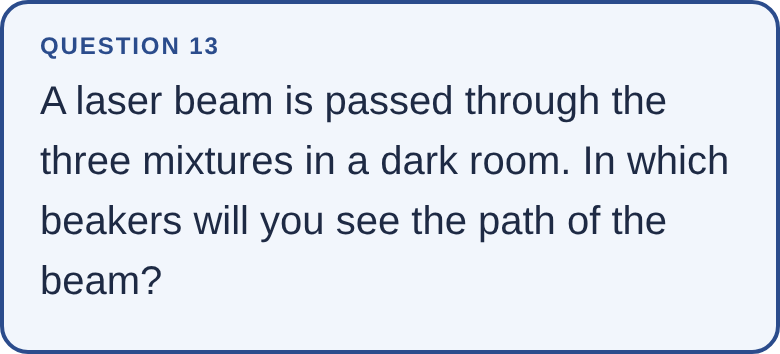 QUESTION 13
A laser beam is passed through the
three mixtures in a dark room. In which
beakers will you see the path of the
beam?